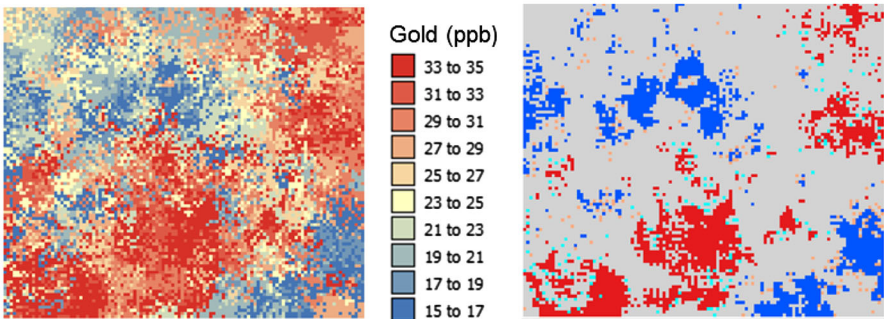 Gold (ppb)
33 to 35
31 to 33
29 to 31
27 to 29
25 to 27
23 to 25
21 to 23
19 to 21
17 to 19
15 to 17